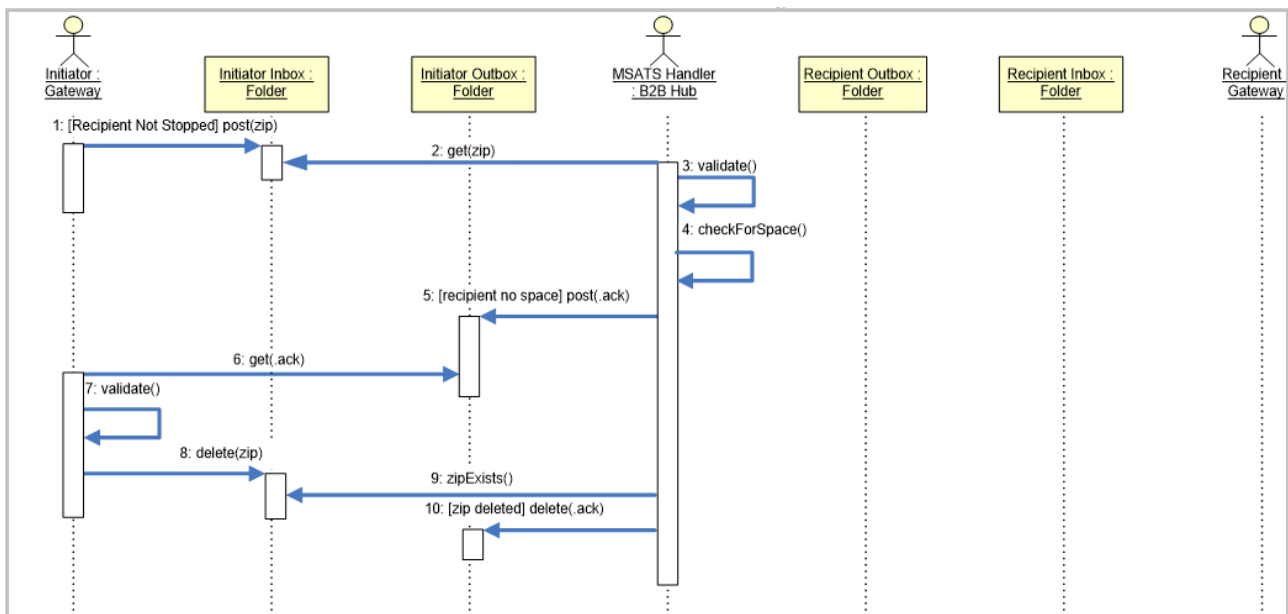 Initiator :
Gateway
Initiator Inbox :
Folder
Initiator Outbox :
Folder
MSATS Handler
: B2B Hub
Recipient Outbox :
Folder
Recipient Inbox :
Folder
Recipient
Gateway
1: [Recipient Not Stopped] post(zip)
2: get(zip)
3: validate()
4: checkForSpace()
5: [recipient no space] post(.ack)
6: get(.ack)
7: validate()
8: delete(zip)
9: zipExists()
10: [zip deleted] delete(.ack)